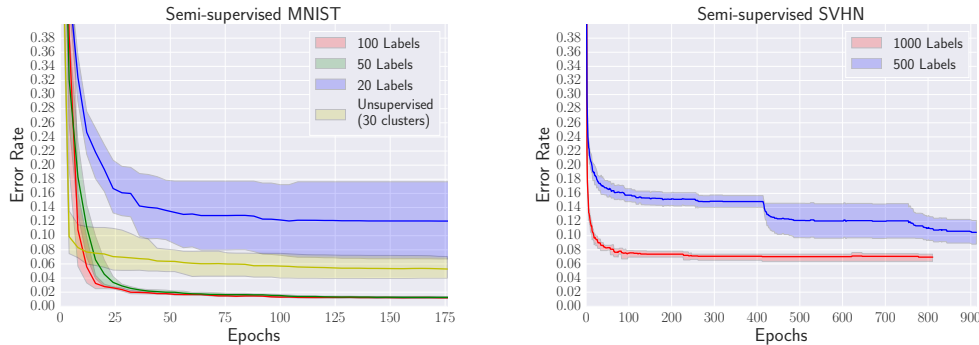 Semi-supervised MNIST
Error Rate
0.38
0.36
0.34
0.32
0.30
0.28
0.26
0.24
0.22
0.20
0.18
0.16
0.14
0.12
0.10
0.08
0.06
0.04
0.02
0.00
100 Labels
50 Labels
20 Labels
Unsupervised
(30 clusters)
0 25 50 75 100 125 150 175
Epochs
Semi-supervised SVHN
Error Rate
0.38
0.36
0.34
0.32
0.30
0.28
0.26
0.24
0.22
0.20
0.18
0.16
0.14
0.12
0.10
0.08
0.06
0.04
0.02
0.00
1000 Labels
500 Labels
0 100 200 300 400 500 600 700 800 900
Epochs